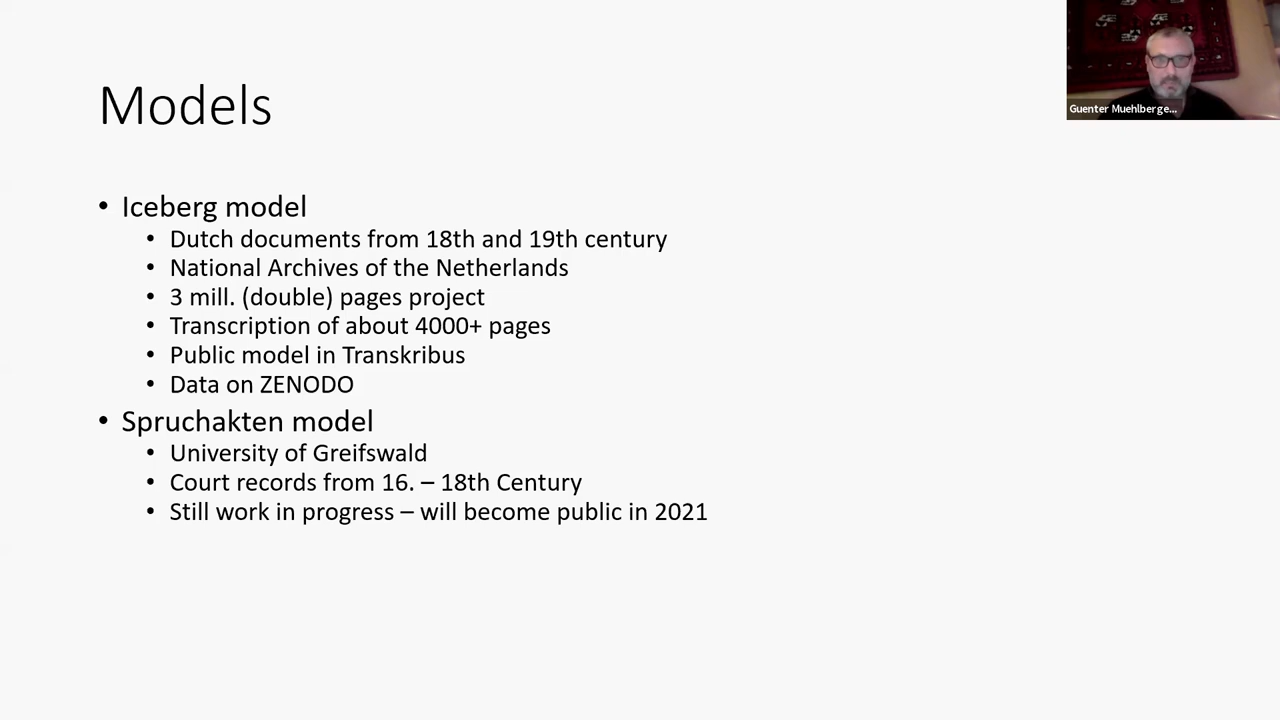 Models
• Iceberg model
• Dutch documents from 18th and 19th century
• National Archives of the Netherlands
• 3 mill. (double) pages project
• Transcription of about 4000+ pages
• Public model in Transkribus
• Data on ZENODO
• Spruchakten model
• University of Greifswald
• Court records from 16. – 18th Century
• Still work in progress – will become public in 2021
Guenter Muehlberge...